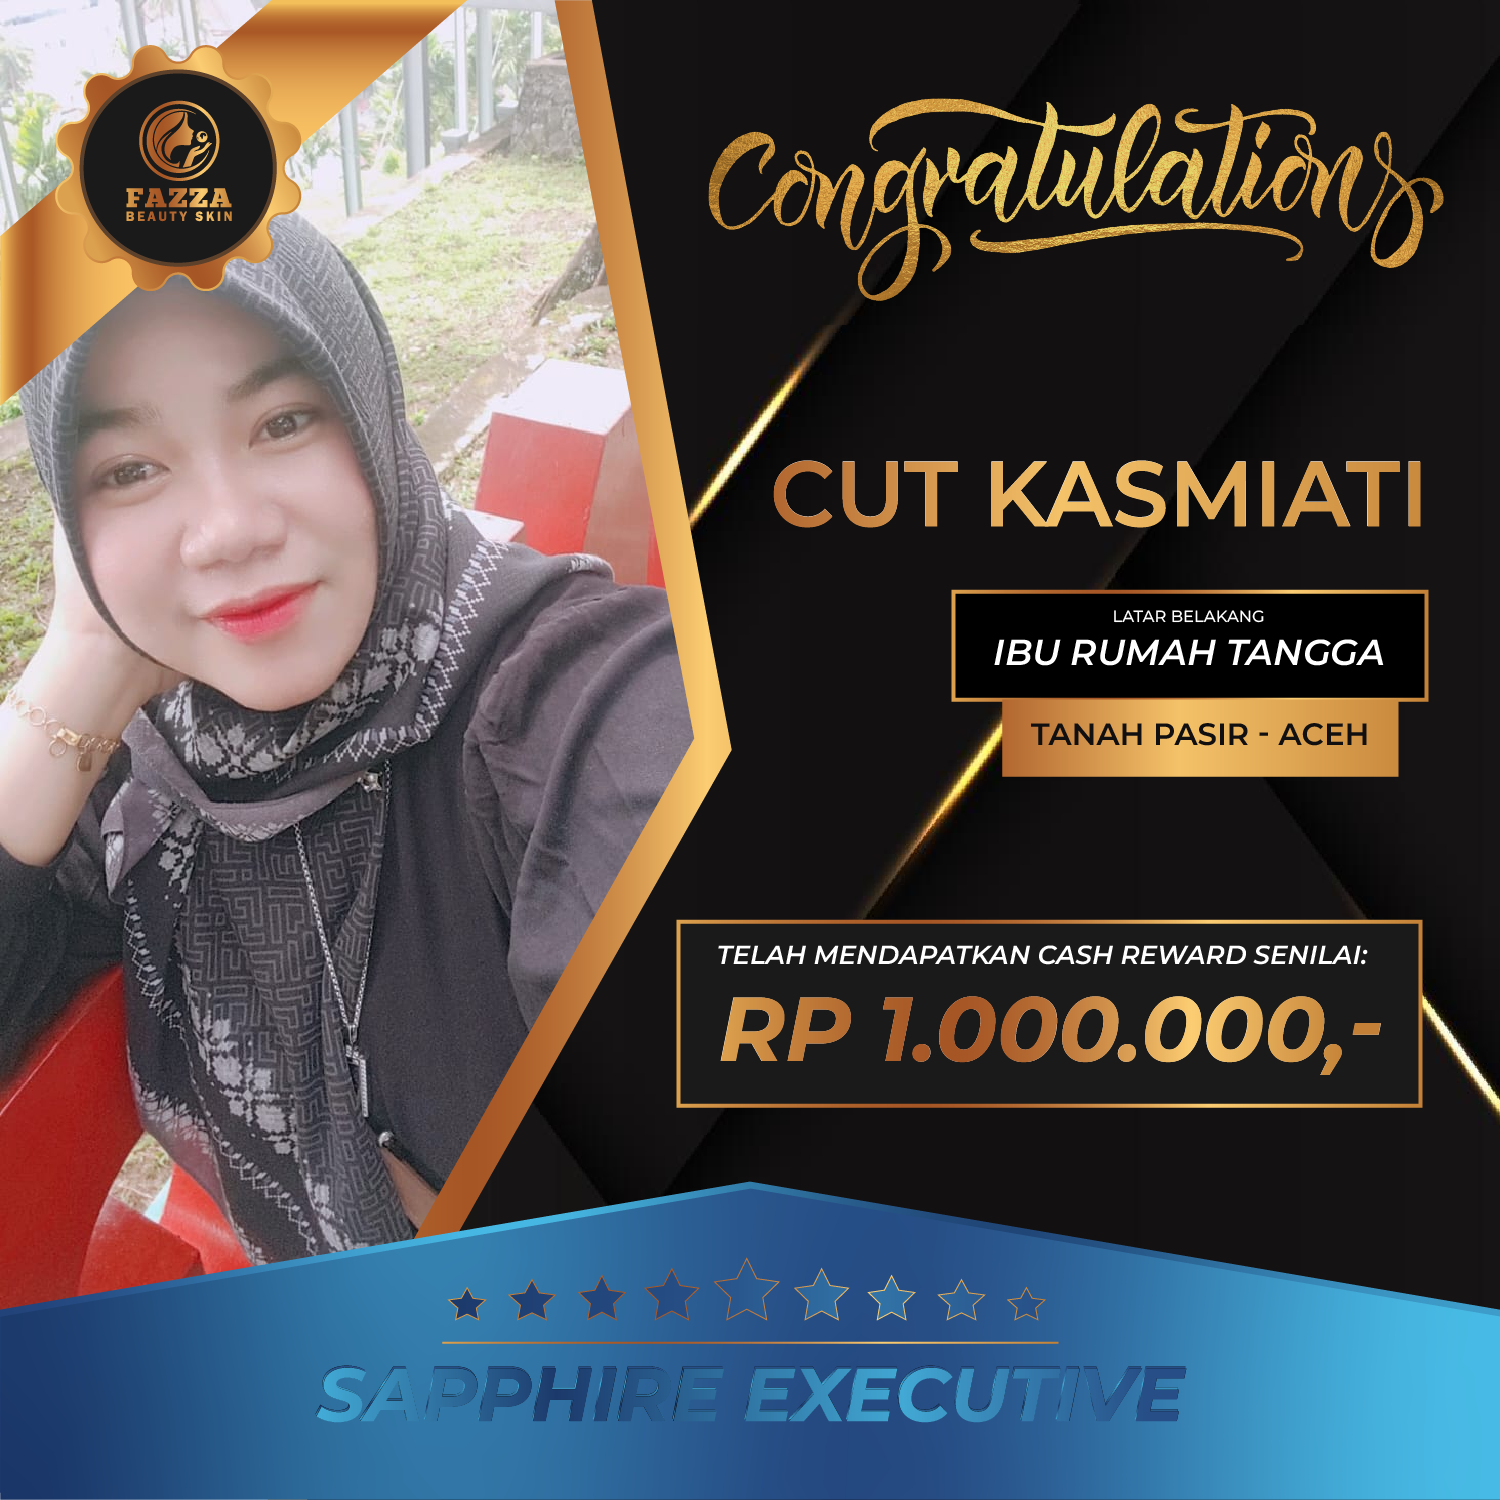 FAZZA
BEAUTY SKIN
Congratulations
CUT KASMIATI
LATAR BELAKANG
IBU RUMAH TANGGA
TANAH PASIR - ACEH
TELAH MENDAPATKAN CASH REWARD SENILAI:
RP 1.000.000,-
SAPPHIRE EXECUTIVE